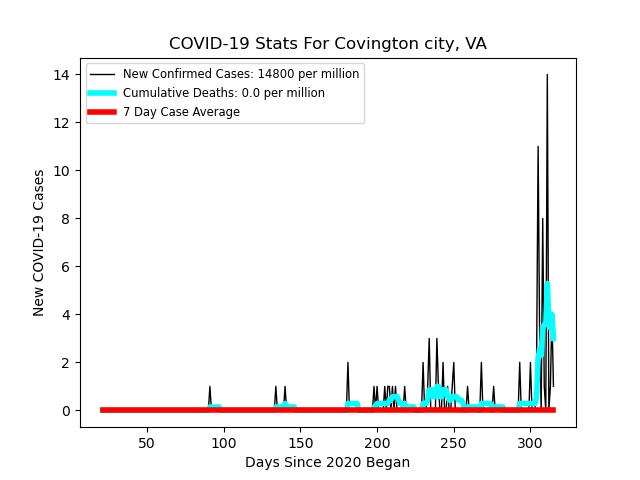 COVID-19 Stats For Covington city, VA
New Confirmed Cases: 14800 per million
Cumulative Deaths: 0.0 per million
7 Day Case Average
New COVID-19 Cases
14
12
10
8
6
4
2
0
50 100 150 200 250 300
Days Since 2020 Began